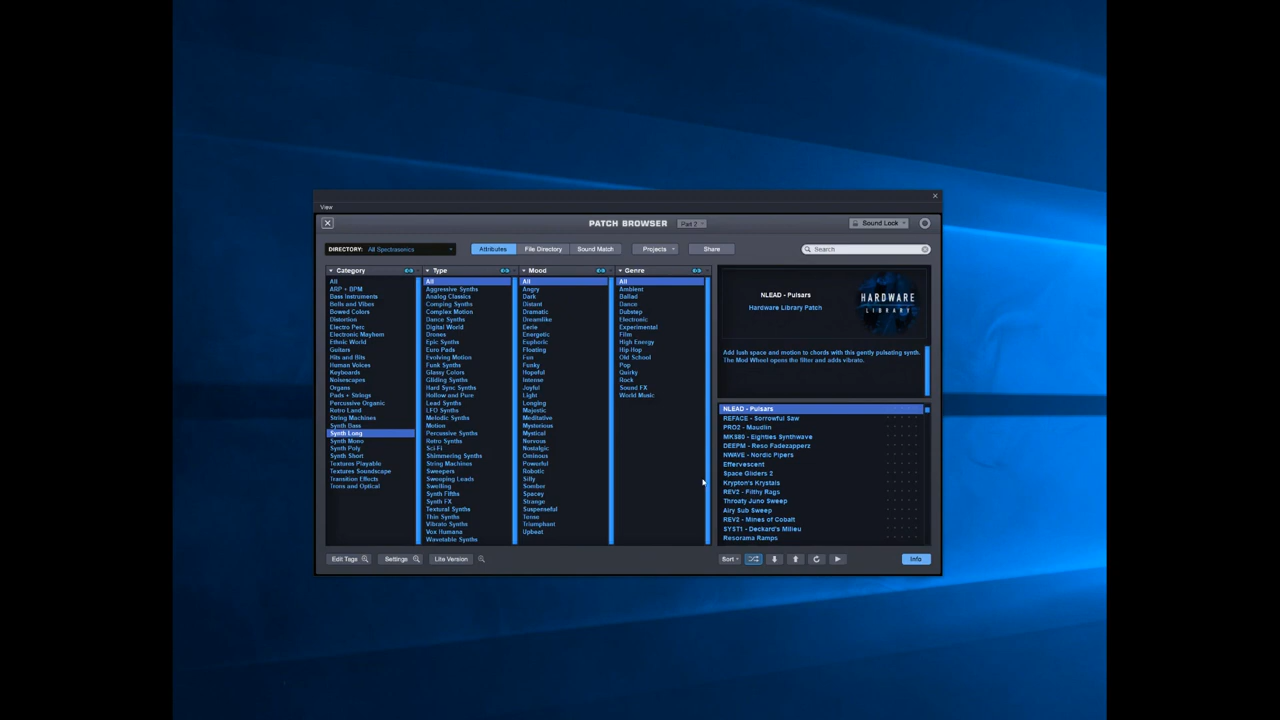 View
PATCH BROWSER
Part 2
Sound Lock
DIRECTORY: All Spectrasonics
Attributes
File Directory
Sound Match
Projects
Share
Search
Category
All
ARP + BPM
Bass Instruments
Bells and Vibes
Bowed Colors
Distortion
Electro Perc
Electronic Mayhem
Ethnic World
Guitars
Hits and Bits
Human Voices
Keyboards
Noisescapes
Organs
Pads + Strings
Percussive Organic
Retro Land
String Machines
Synth Bass
Synth Long
Synth Mono
Synth Poly
Synth Short
Textures Playable
Textures Soundscape
Transition Effects
Trons and Optical
Type
All
Aggressive Synths
Analog Classics
Comping Synths
Complex Motion
Dance Synths
Digital World
Drones
Epic Synths
Euro Pads
Evolving Motion
Funk Synths
Glassy Colors
Gliding Synths
Hard Sync Synths
Hollow and Pure
Lead Synths
LFO Synths
Melodic Synths
Motion
Percussive Synths
Retro Synths
Sci Fi
Shimmering Synths
String Machines
Sweepers
Sweeping Leads
Swelling
Synth Fifths
Synth FX
Textural Synths
Thin Synths
Vibrato Synths
Vox Humana
Wavetable Synths
Mood
All
Angry
Dark
Distant
Dramatic
Dreamlike
Eerie
Energetic
Euphoric
Floating
Fun
Funky
Hopeful
Intense
Joyful
Light
Longing
Majestic
Meditative
Mysterious
Mystical
Nervous
Nostalgic
Ominous
Powerful
Robotic
Silly
Somber
Spacey
Strange
Suspenseful
Tense
Triumphant
Upbeat
Genre
All
Ambient
Ballad
Dance
Dubstep
Electronic
Experimental
Film
High Energy
Hip Hop
Old School
Pop
Quirky
Rock
Sound FX
World Music
NLEAD - Pulsars
Hardware Library Patch
HARDWARE
LIBRARY
Add lush space and motion to chords with this gently pulsating synth.
The Mod Wheel opens the filter and adds vibrato.
NLEAD - Pulsars
REFACE - Sorrowful Saw
PRO2 - Maudlin
MKS80 - Eighties Synthwave
DEEPM - Reso Fadezapperz
NWAVE - Nordic Pipers
Effervescent
Space Gliders 2
Krypton's Krystals
REV2 - Filthy Rags
Throaty Juno Sweep
Airy Sub Sweep
REV2 - Mines of Cobalt
SYST1 - Deckard's Milieu
Resorama Ramps
Edit Tags
Settings
Lite Version
Sort
Info